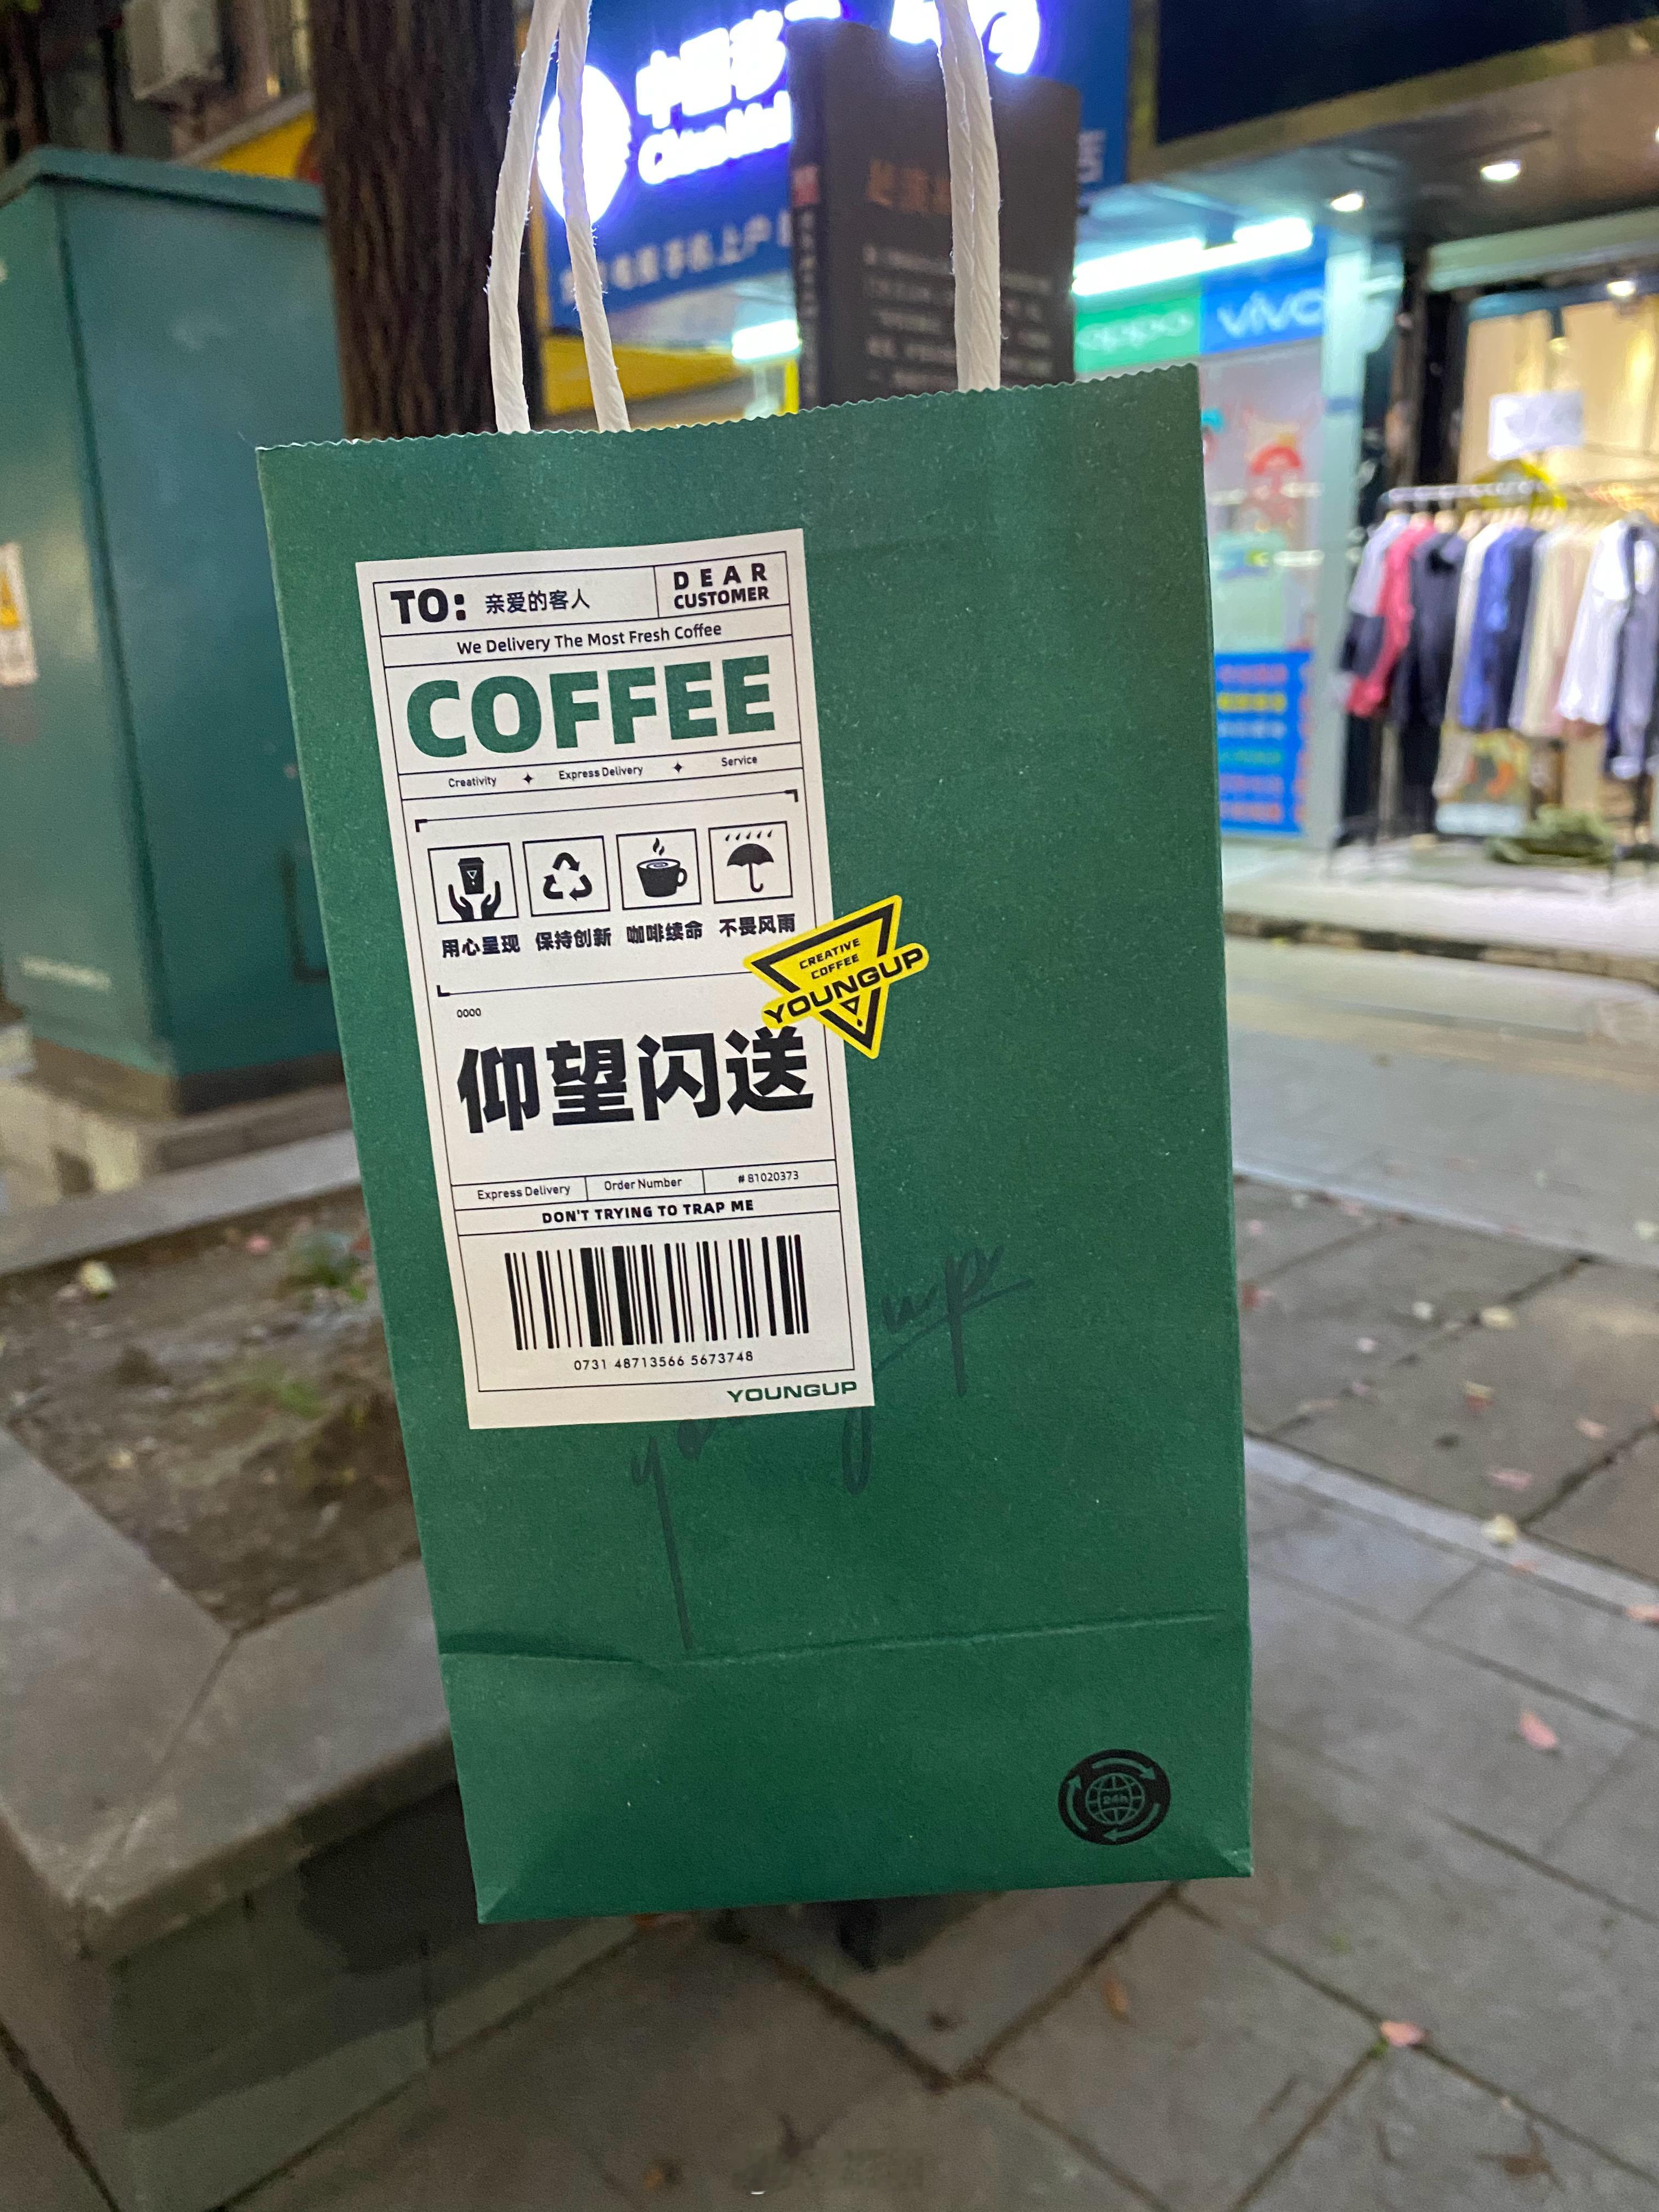 TO: 亲爱的客人
DEAR
CUSTOMER
We Delivery The Most Fresh Coffee
COFFEE
Creativity ✦ Express Delivery ✦ Service
用心呈现 保持创新 咖啡续命 不畏风雨
CREATIVE
COFFEE
YOUNGUP
0000
仰望闪送
Express Delivery Order Number # 81020373
DON'T TRYING TO TRAP ME
0731 48713566 5673748
YOUNGUP
24h
oppo
vivo